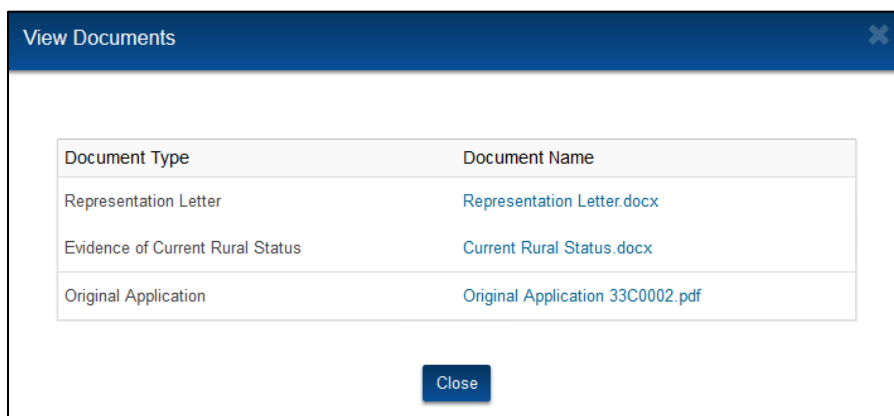 View Documents
Document Type Document Name
Representation Letter Representation Letter.docx
Evidence of Current Rural Status Current Rural Status.docx
Original Application Original Application 33C0002.pdf
Close